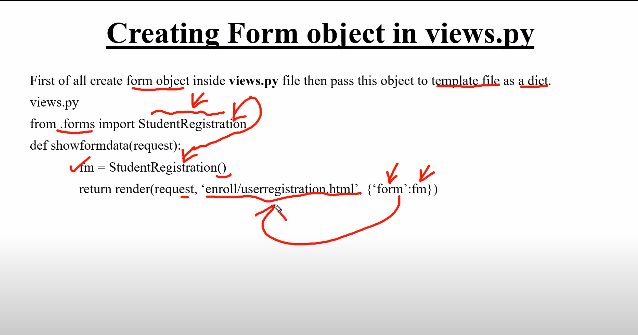 Creating Form object in views.py
First of all create form object inside views.py file then pass this object to template file as a dict.
views.py
from .forms import StudentRegistration
def showformdata(request):
fm = StudentRegistration()
return render(request, ‘enroll/userregistration.html’, {‘form’:fm})